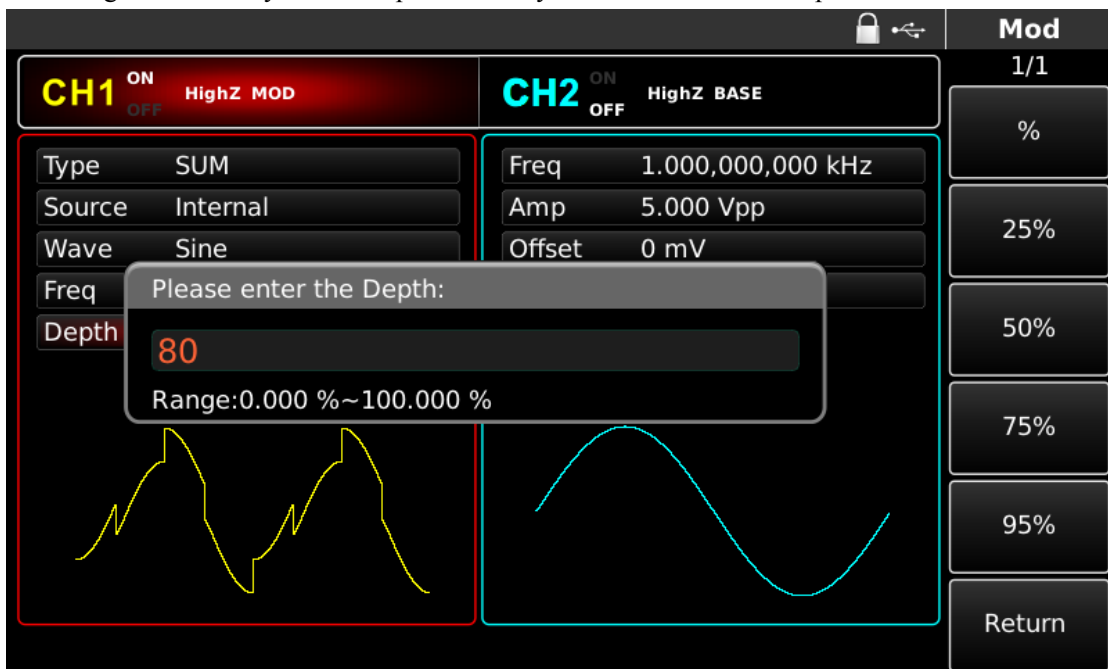 Mod
1/1
CH1 ON OFF HighZ MOD
CH2 ON OFF HighZ BASE
Type SUM
Source Internal
Wave Sine
Freq
Depth
Freq 1.000,000,000 kHz
Amp 5.000 Vpp
Offset 0 mV
Please enter the Depth:
80
Range:0.000 %~100.000 %
%
25%
50%
75%
95%
Return